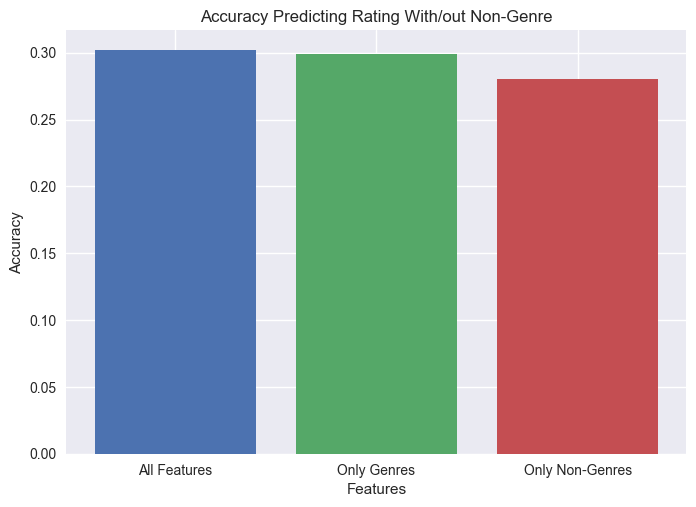 Accuracy Predicting Rating With/out Non-Genre
0.30
0.25
0.20
0.15
0.10
0.05
0.00
Accuracy
All Features
Only Genres
Only Non-Genres
Features